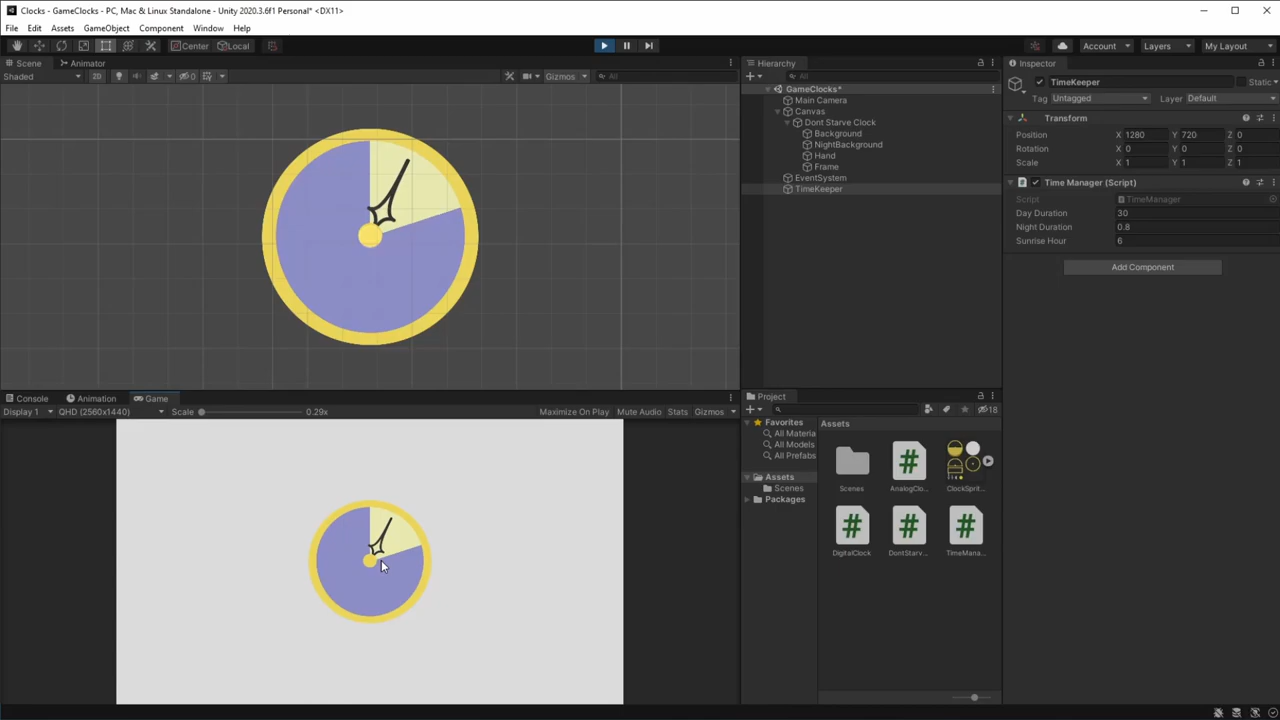 Clocks - GameClocks - PC, Mac & Linux Standalone - Unity 2020.3.6f1 Personal* <DX11>
File Edit Assets GameObject Component Window Help
Center Local Account Layers My Layout
Scene Animator
Shaded 2D 0 Gizmos All
Hierarchy
All
GameClocks*
Main Camera
Canvas
Dont Starve Clock
Background
NightBackground
Hand
Frame
EventSystem
TimeKeeper
Inspector
TimeKeeper Static
Tag Untagged Layer Default
Transform
Position X 1280 Y 720 Z 0
Rotation X 0 Y 0 Z 0
Scale X 1 Y 1 Z 1
Time Manager (Script)
Script TimeManager
Day Duration 30
Night Duration 0.8
Sunrise Hour 6
Add Component
Console Animation Game
Display 1 QHD (2560x1440) Scale 0.29x Maximize On Play Mute Audio Stats Gizmos
Project
18
Favorites
All Materia
All Models
All Prefabs
Assets
Scenes
Packages
Assets
Scenes AnalogClo... ClockSprit...
DigitalClock DontStarv... TimeMana...